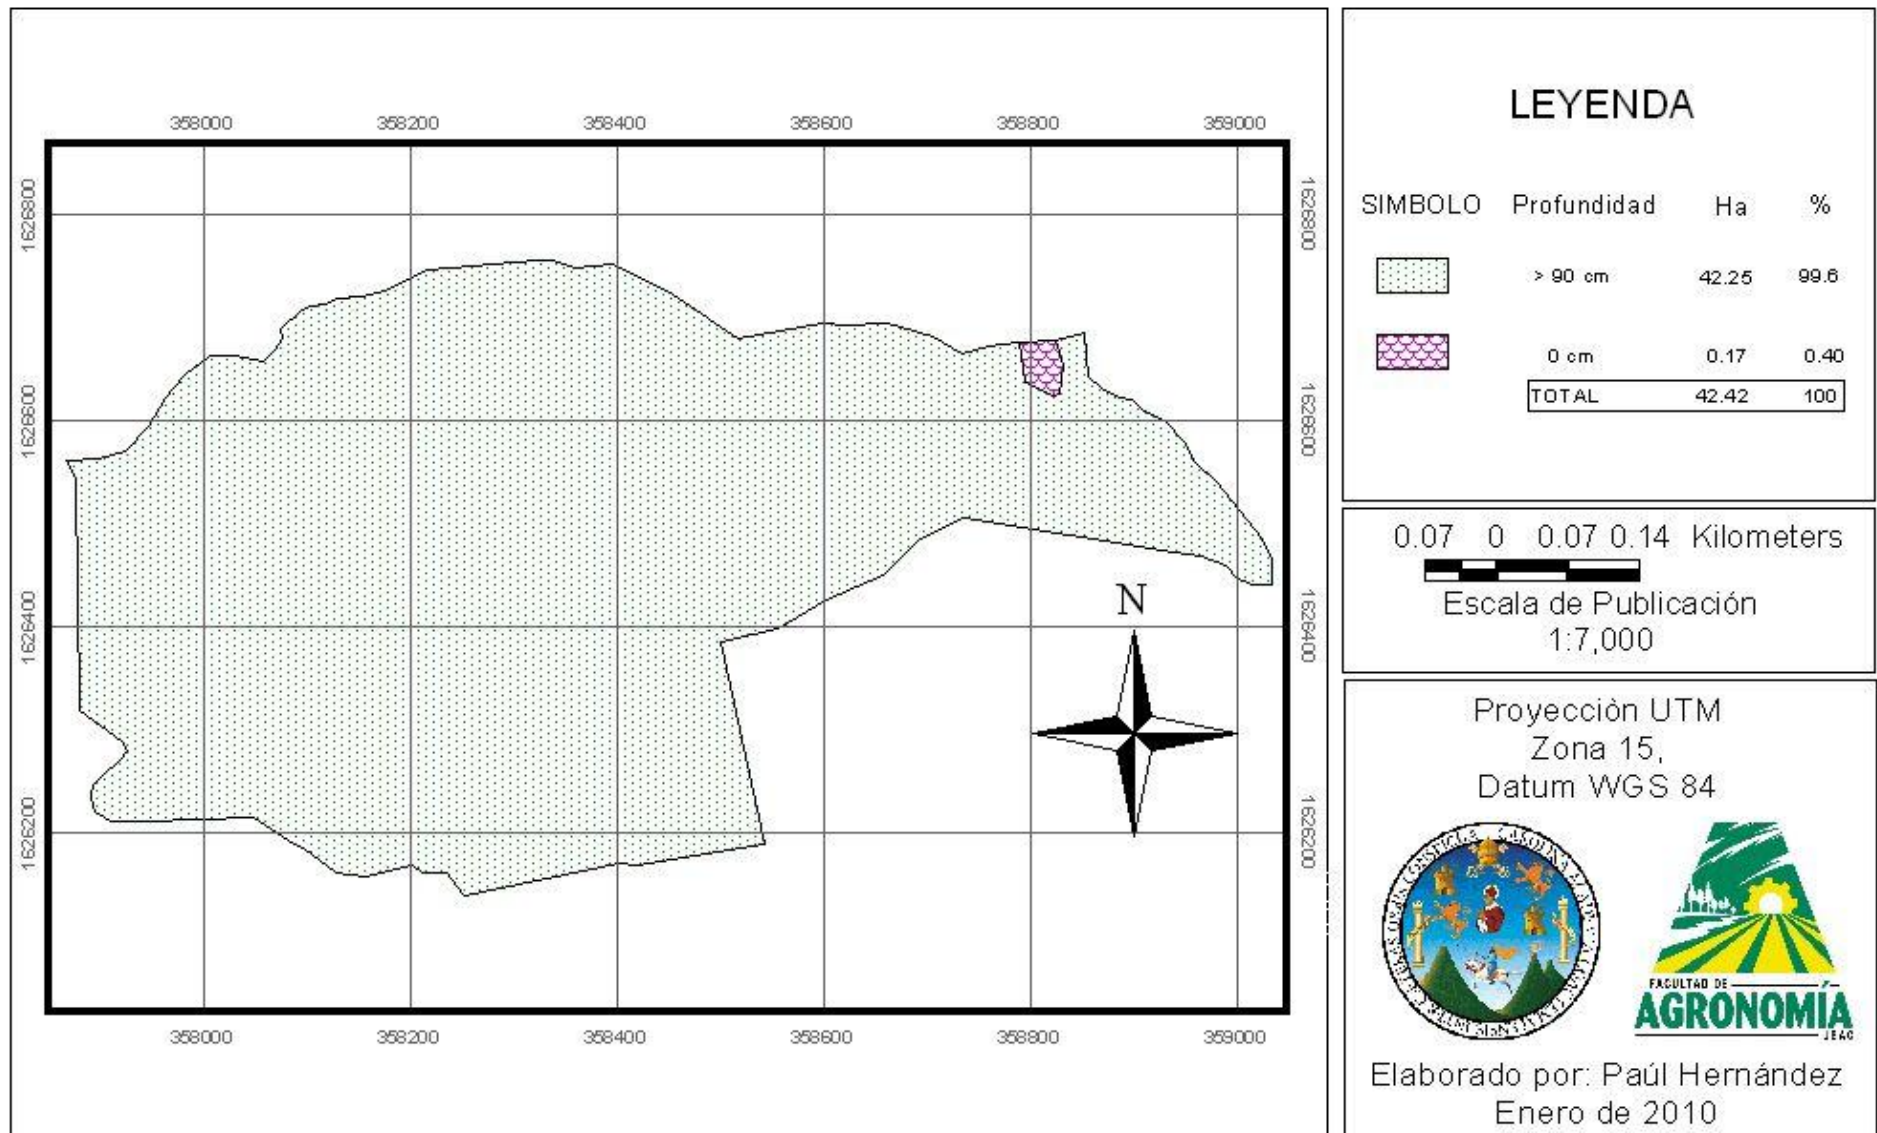 358000 358200 358400 358600 358800 359000
1626800 1626800
1626600 1626600
1626400 1626400
1626200 1626200
358000 358200 358400 358600 358800 359000
N
LEYENDA
SIMBOLO Profundidad Ha %
> 90 cm 42.25 99.6
0 cm 0.17 0.40
TOTAL 42.42 100
0.07 0 0.07 0.14 Kilometers
Escala de Publicación
1:7,000
Proyección UTM
Zona 15,
Datum WGS 84
FACULTAD DE
AGRONOMÍA
Elaborado por: Paúl Hernández
Enero de 2010